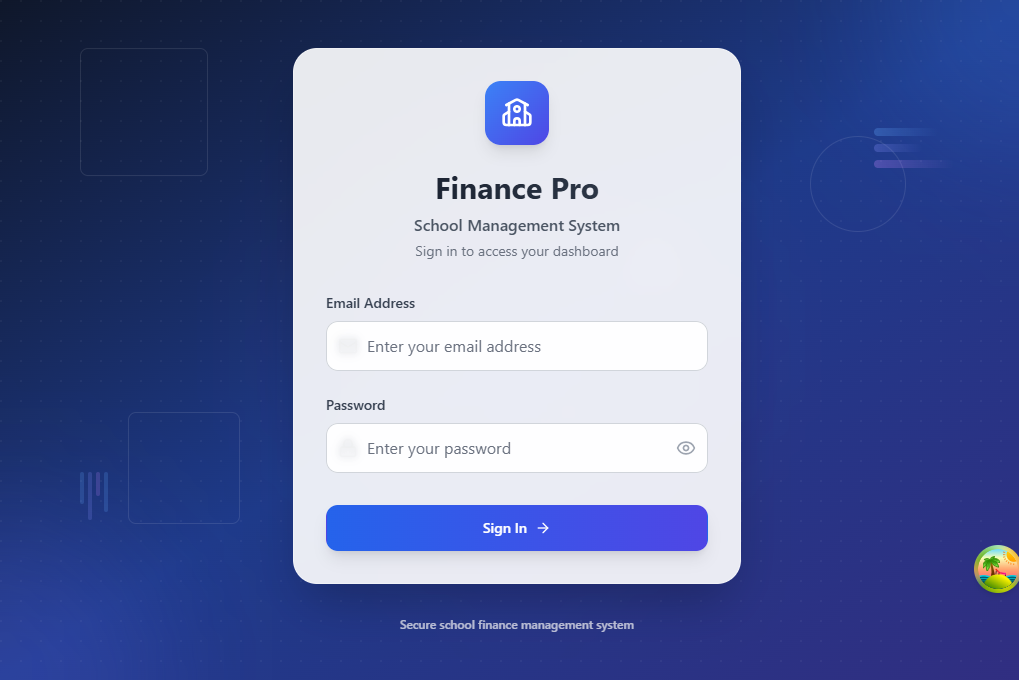 Finance Pro
School Management System
Sign in to access your dashboard
Email Address
Enter your email address
Password
Enter your password
Sign In
Secure school finance management system